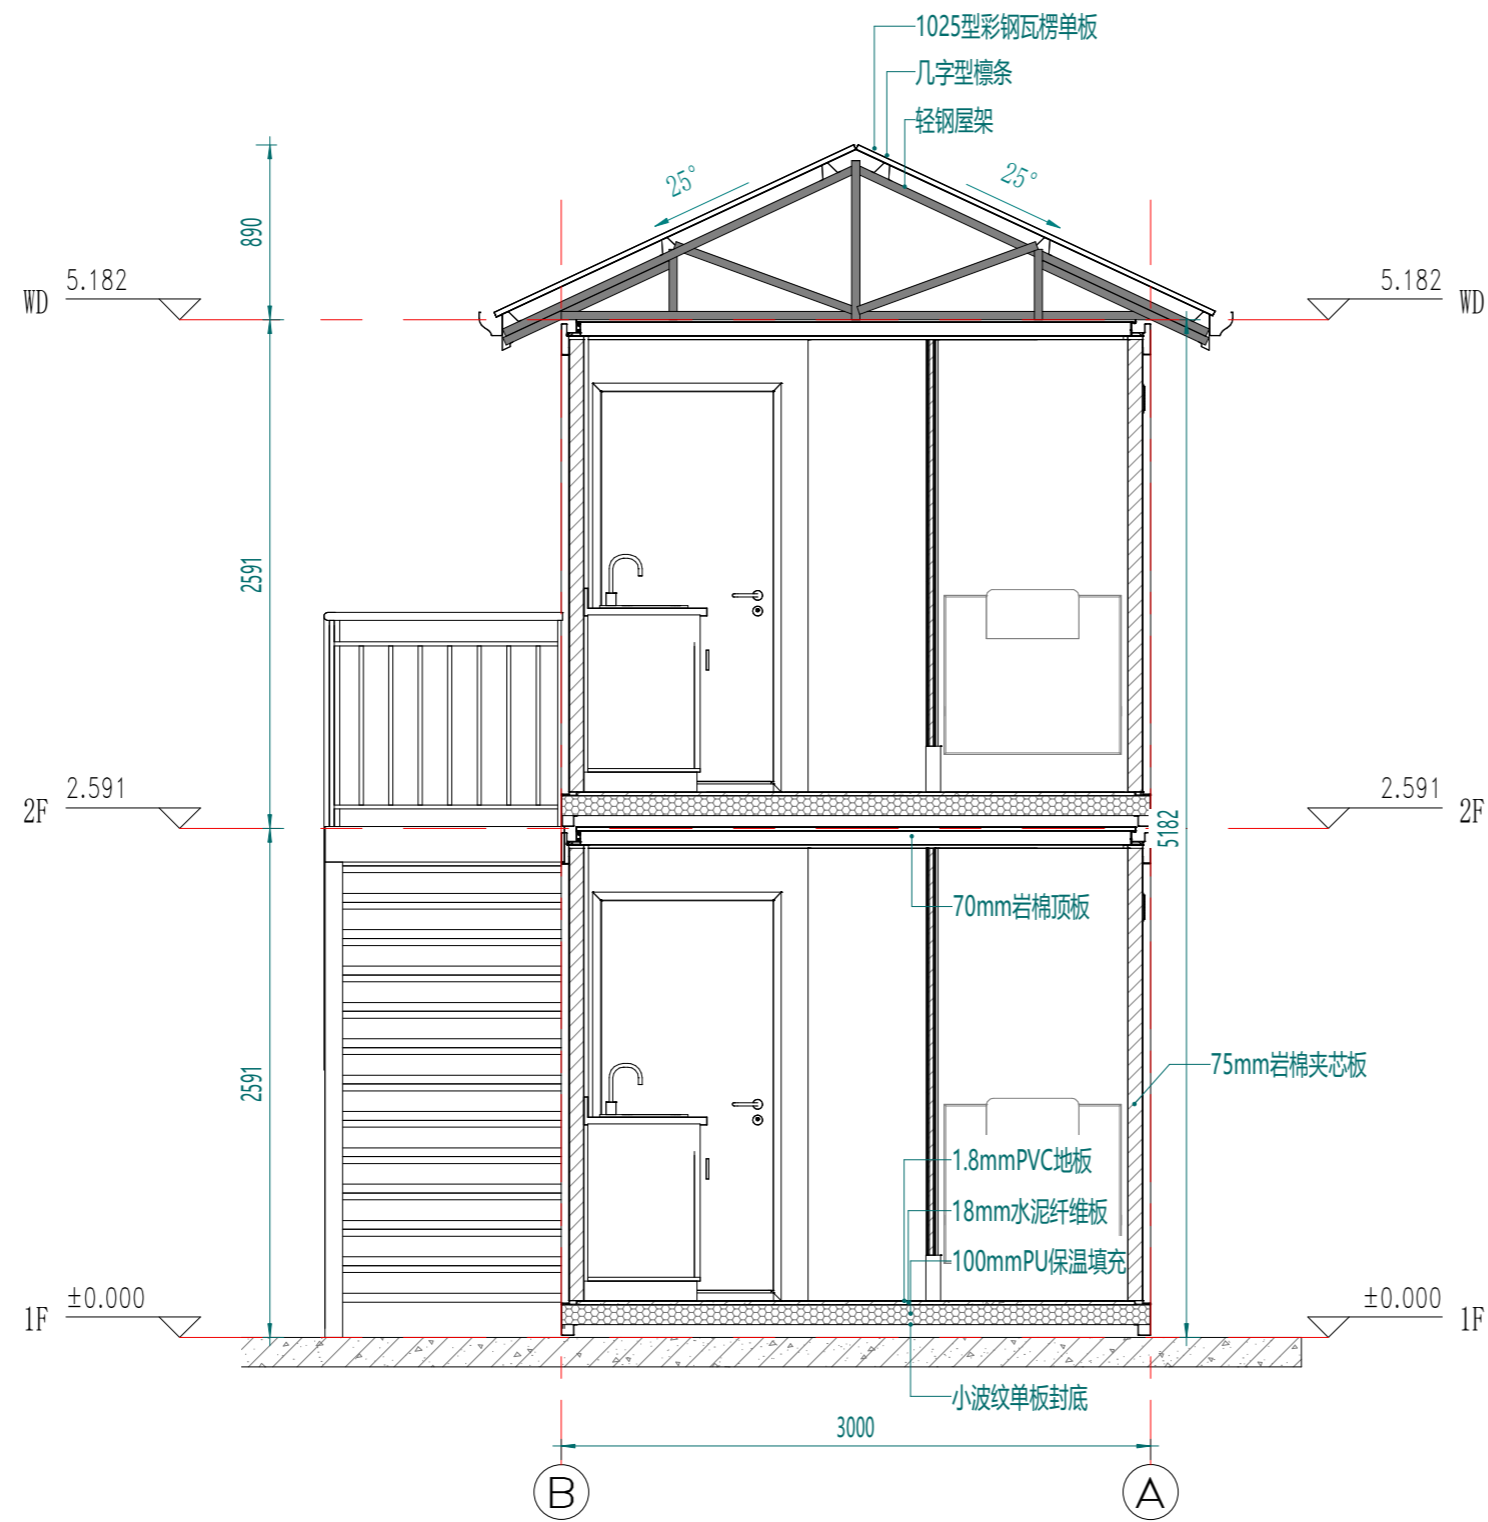 1025型彩钢瓦楞单板
几字型檩条
轻钢屋架
25°
25°
890
5.182
WD
5.182
WD
2591
2.591
2F
2.591
2F
5182
70mm岩棉顶板
2591
75mm岩棉夹芯板
1.8mmPVC地板
18mm水泥纤维板
100mmPU保温填充
±0.000
1F
±0.000
1F
小波纹单板封底
3000
B
A